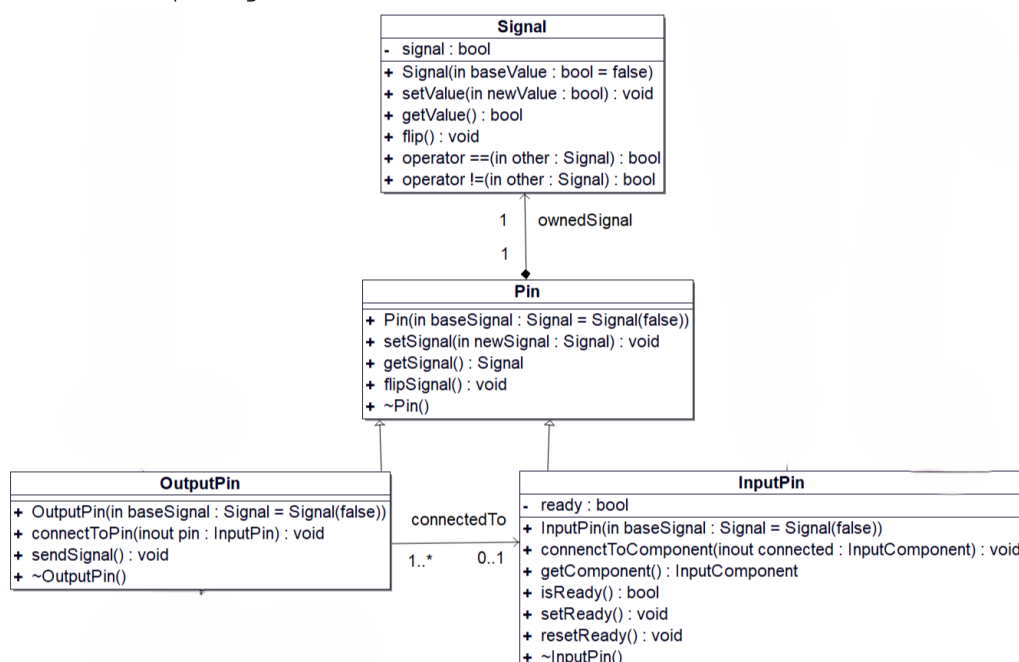 Signal
- signal : bool
+ Signal(in baseValue : bool = false)
+ setValue(in newValue : bool) : void
+ getValue() : bool
+ flip() : void
+ operator ==(in other : Signal) : bool
+ operator !=(in other : Signal) : bool
1 ownedSignal
1
Pin
+ Pin(in baseSignal : Signal = Signal(false))
+ setSignal(in newSignal : Signal) : void
+ getSignal() : Signal
+ flipSignal() : void
+ ~Pin()
OutputPin
+ OutputPin(in baseSignal : Signal = Signal(false))
+ connectToPin(inout pin : InputPin) : void
+ sendSignal() : void
+ ~OutputPin()
connectedTo
1..* 0..1
InputPin
- ready : bool
+ InputPin(in baseSignal : Signal = Signal(false))
+ connenctToComponent(inout connected : InputComponent) : void
+ getComponent() : InputComponent
+ isReady() : bool
+ setReady() : void
+ resetReady() : void
+ ~InputPin()